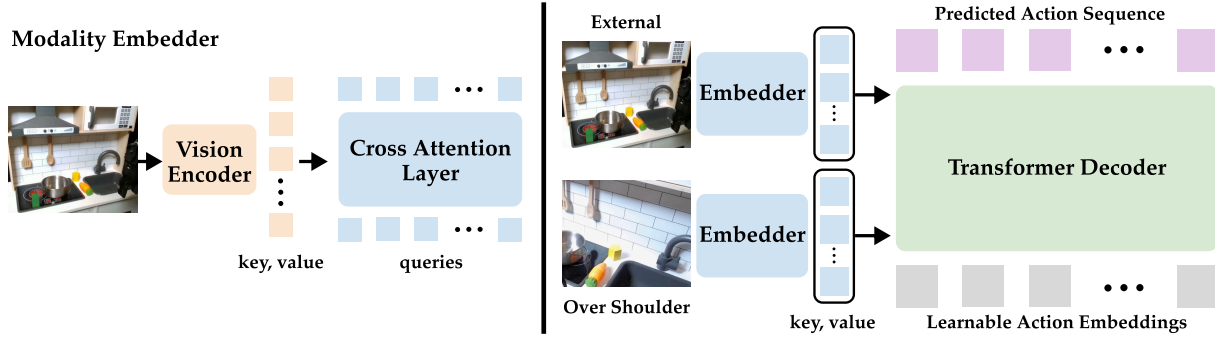 Modality Embedder
Vision
Encoder
Cross Attention
Layer
key, value
queries
External
Embedder
Over Shoulder
Embedder
key, value
Predicted Action Sequence
Transformer Decoder
Learnable Action Embeddings